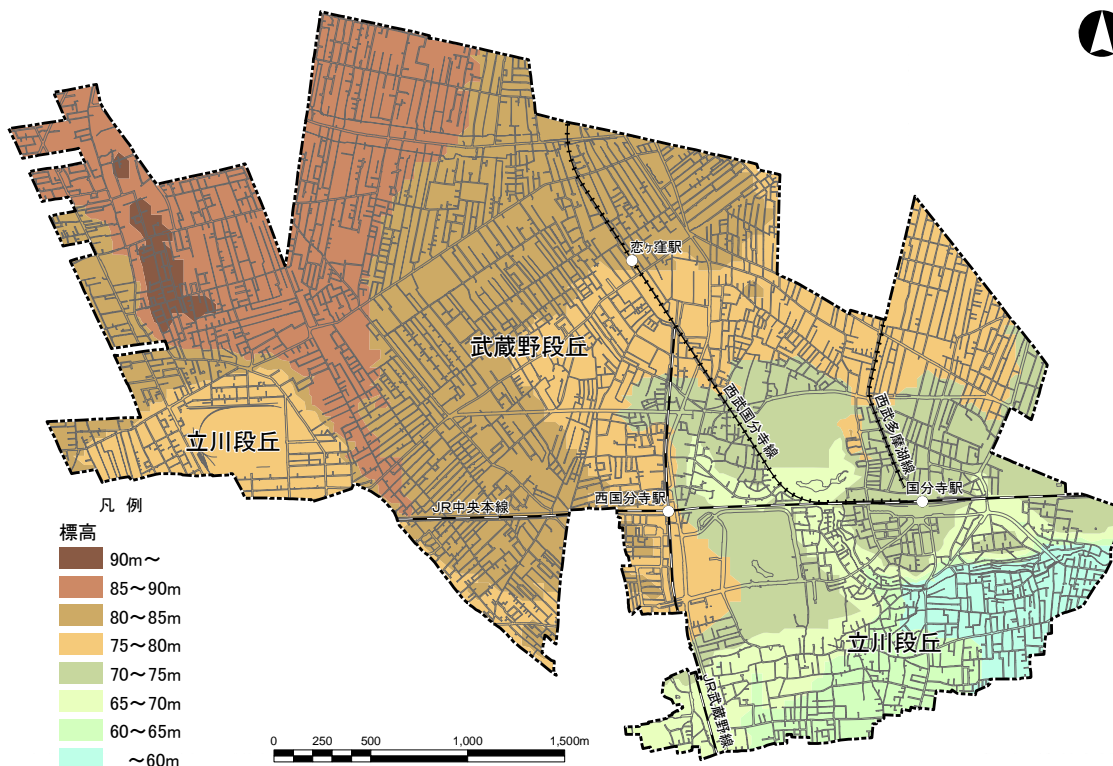 恋ヶ窪駅
武蔵野段丘
西武国分寺線
西武多摩湖線
立川段丘
国分寺駅
西国分寺駅
JR中央本線
立川段丘
JR武蔵野線
凡 例
標高
90m～
85～90m
80～85m
75～80m
70～75m
65～70m
60～65m
～60m
0 250 500 1,000 1,500m